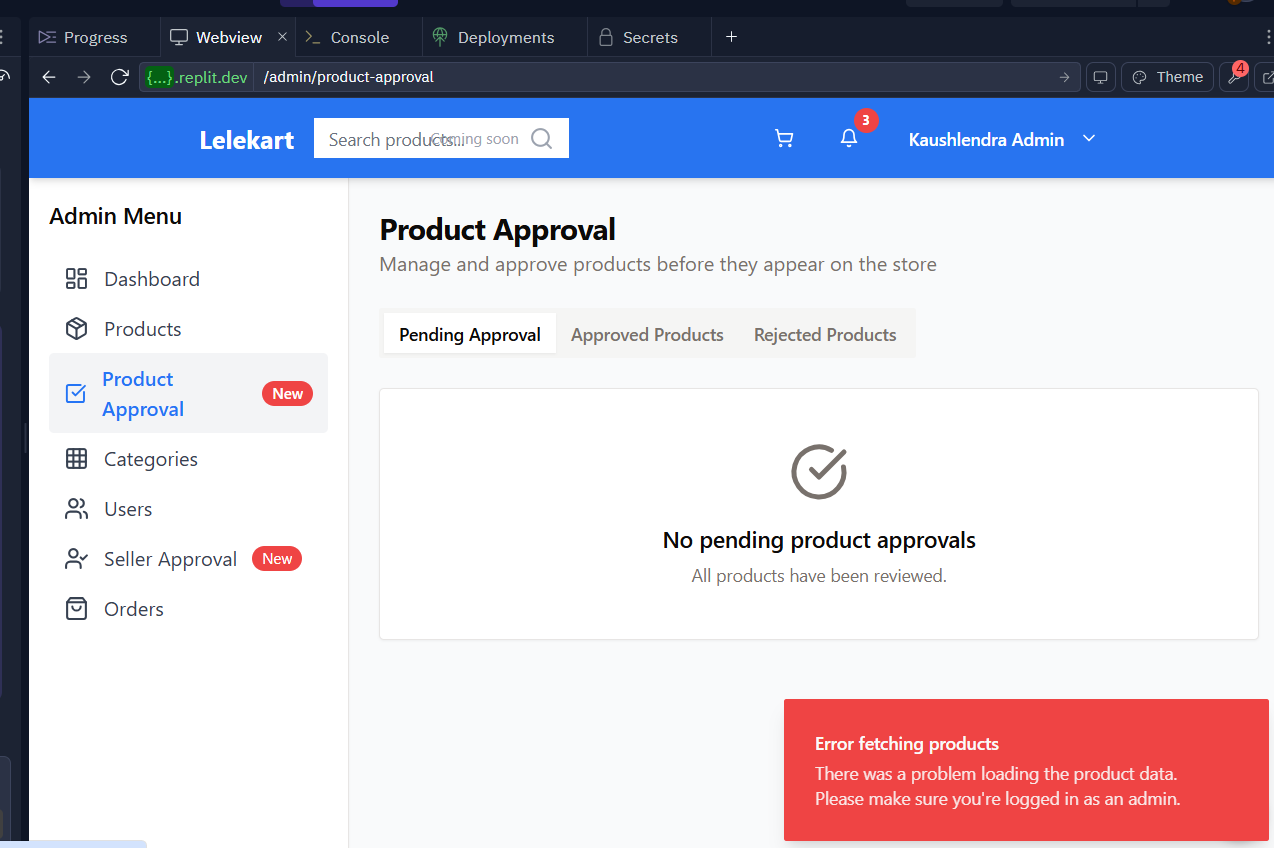 Progress
Webview
Console
Deployments
Secrets
{...}.replit.dev
/admin/product-approval
Theme
4
Lelekart
Search products...
Coming soon
3
Kaushlendra Admin
Admin Menu
Dashboard
Products
Product
Approval
New
Categories
Users
Seller Approval
New
Orders
Product Approval
Manage and approve products before they appear on the store
Pending Approval
Approved Products
Rejected Products
No pending product approvals
All products have been reviewed.
Error fetching products
There was a problem loading the product data.
Please make sure you're logged in as an admin.